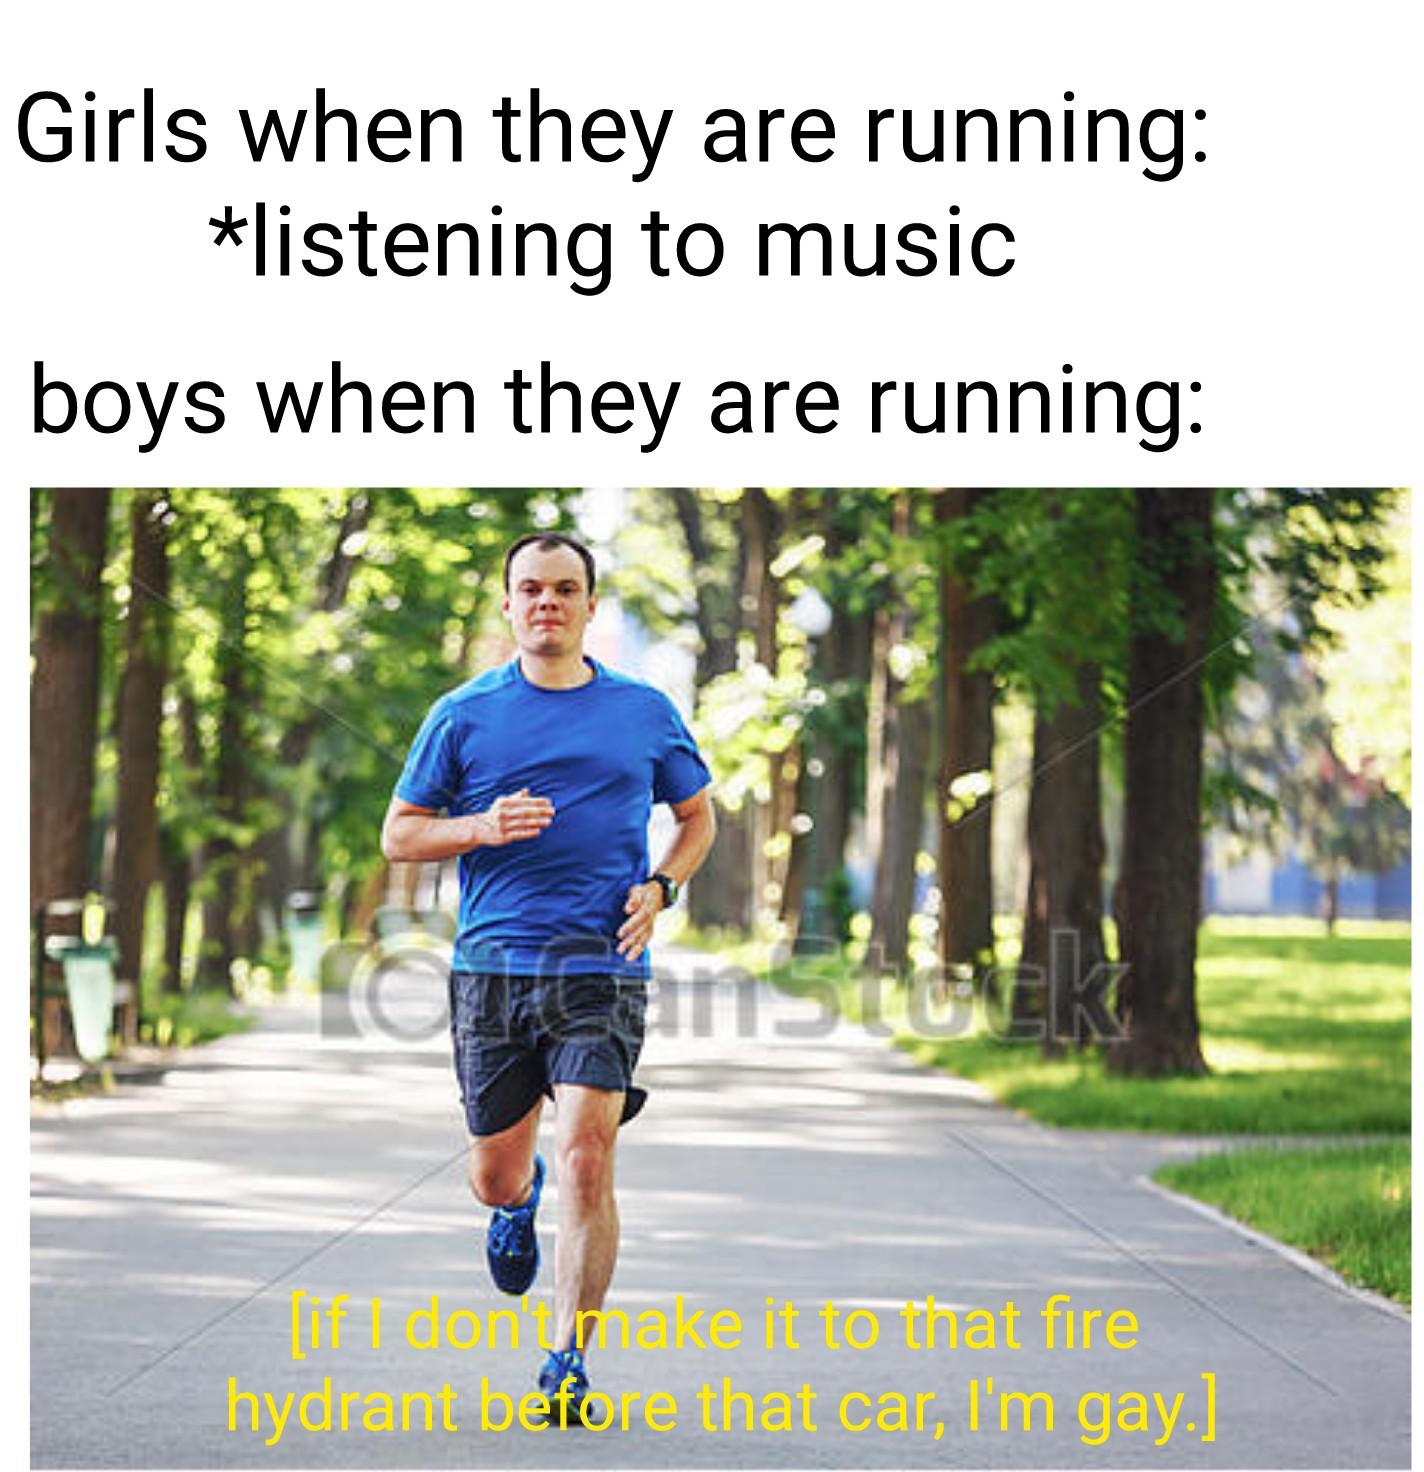 Girls when they are running:
*listening to music
boys when they are running:
CanStock
[if I don't make it to that fire
hydrant before that car, I'm gay.]